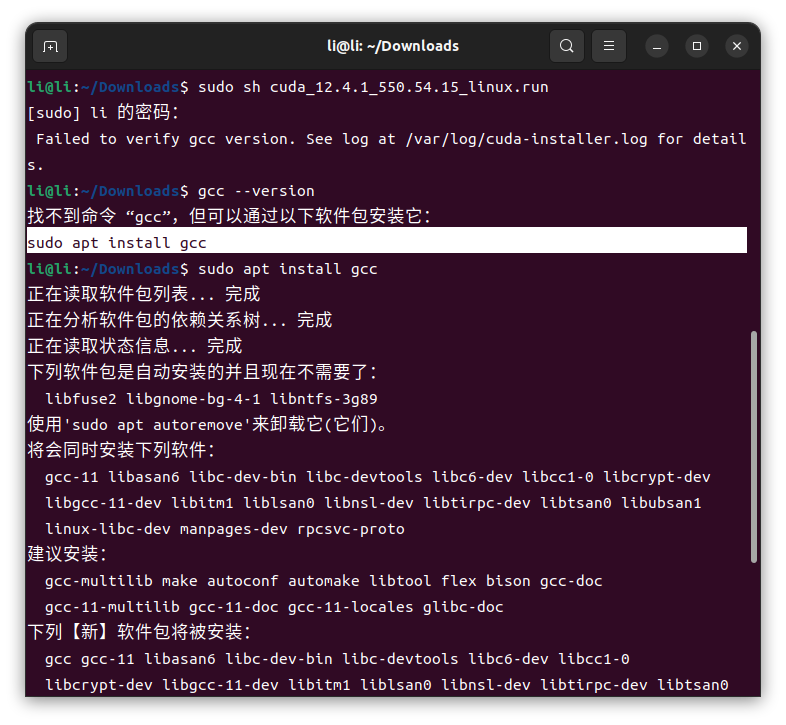 li@li: ~/Downloads
li@li:~/Downloads$ sudo sh cuda_12.4.1_550.54.15_linux.run
[sudo] li 的密码：
Failed to verify gcc version. See log at /var/log/cuda-installer.log for detail
s.
li@li:~/Downloads$ gcc --version
找不到命令 “gcc”，但可以通过以下软件包安装它：
sudo apt install gcc
li@li:~/Downloads$ sudo apt install gcc
正在读取软件包列表... 完成
正在分析软件包的依赖关系树... 完成
正在读取状态信息... 完成
下列软件包是自动安装的并且现在不需要了：
libfuse2 libgnome-bg-4-1 libntfs-3g89
使用'sudo apt autoremove'来卸载它(它们)。
将会同时安装下列软件：
gcc-11 libasan6 libc-dev-bin libc-devtools libc6-dev libcc1-0 libcrypt-dev
libgcc-11-dev libitm1 liblsan0 libnsl-dev libtirpc-dev libtsan0 libubsan1
linux-libc-dev manpages-dev rpcsvc-proto
建议安装：
gcc-multilib make autoconf automake libtool flex bison gcc-doc
gcc-11-multilib gcc-11-doc gcc-11-locales glibc-doc
下列【新】软件包将被安装：
gcc gcc-11 libasan6 libc-dev-bin libc-devtools libc6-dev libcc1-0
libcrypt-dev libgcc-11-dev libitm1 liblsan0 libnsl-dev libtirpc-dev libtsan0